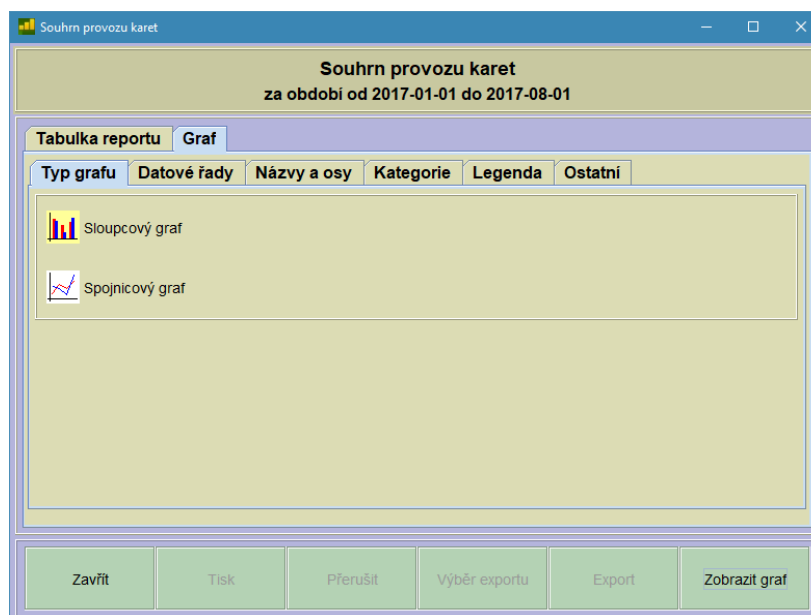 Souhrn provozu karet
Souhrn provozu karet
za období od 2017-01-01 do 2017-08-01
Tabulka reportu Graf
Typ grafu Datové řady Názvy a osy Kategorie Legenda Ostatní
Sloupcový graf
Spojnicový graf
Zavřít Tisk Přerušit Výběr exportu Export Zobrazit graf